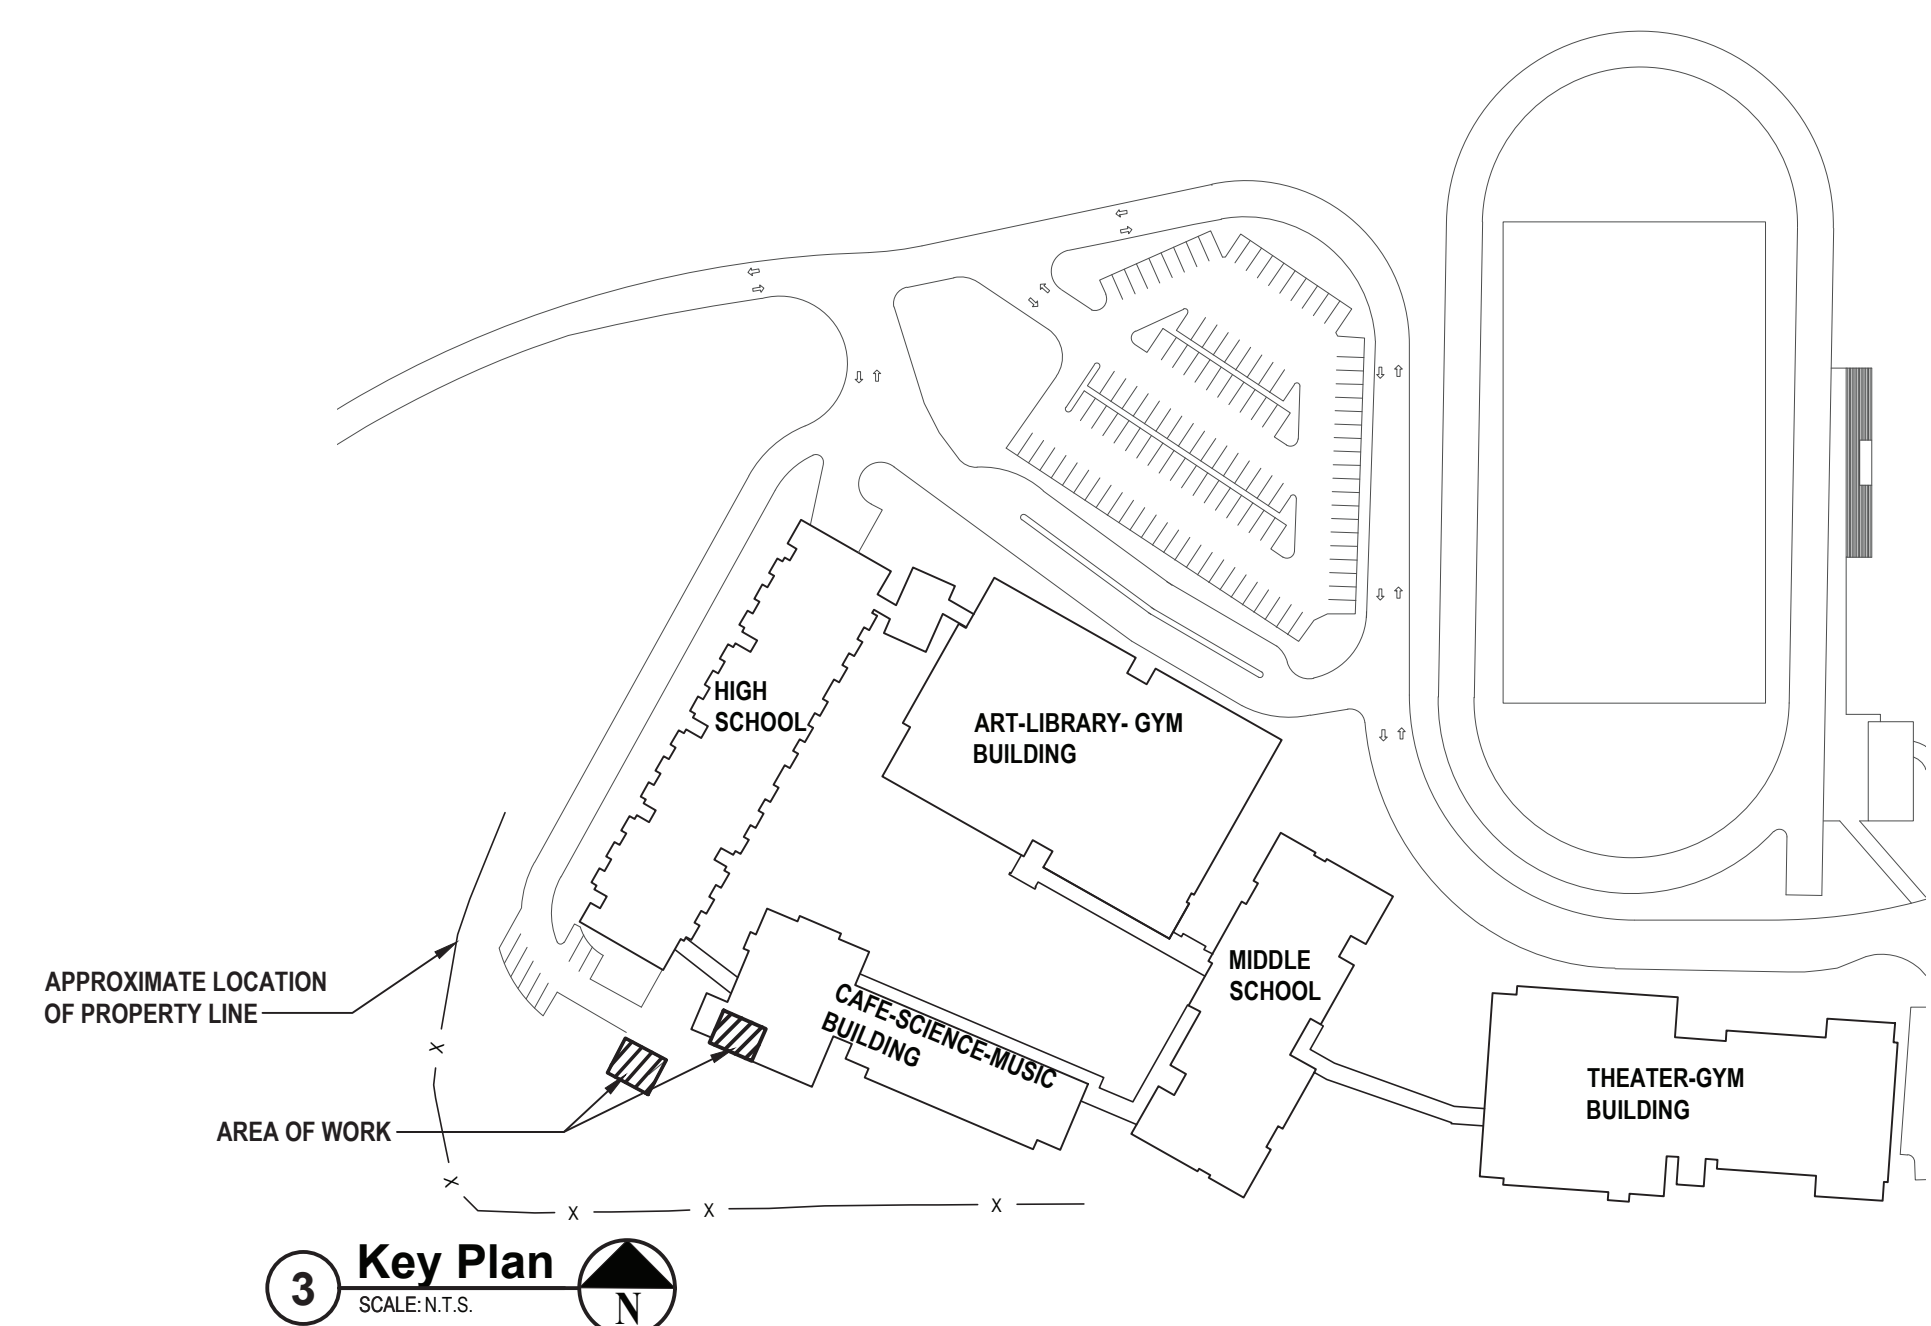 HIGH
SCHOOL
ART-LIBRARY- GYM
BUILDING
MIDDLE
SCHOOL
APPROXIMATE LOCATION
OF PROPERTY LINE
CAFE-SCIENCE-MUSIC
BUILDING
THEATER-GYM
BUILDING
AREA OF WORK
X
X
X
X
X
3
Key Plan
SCALE: N.T.S.
N